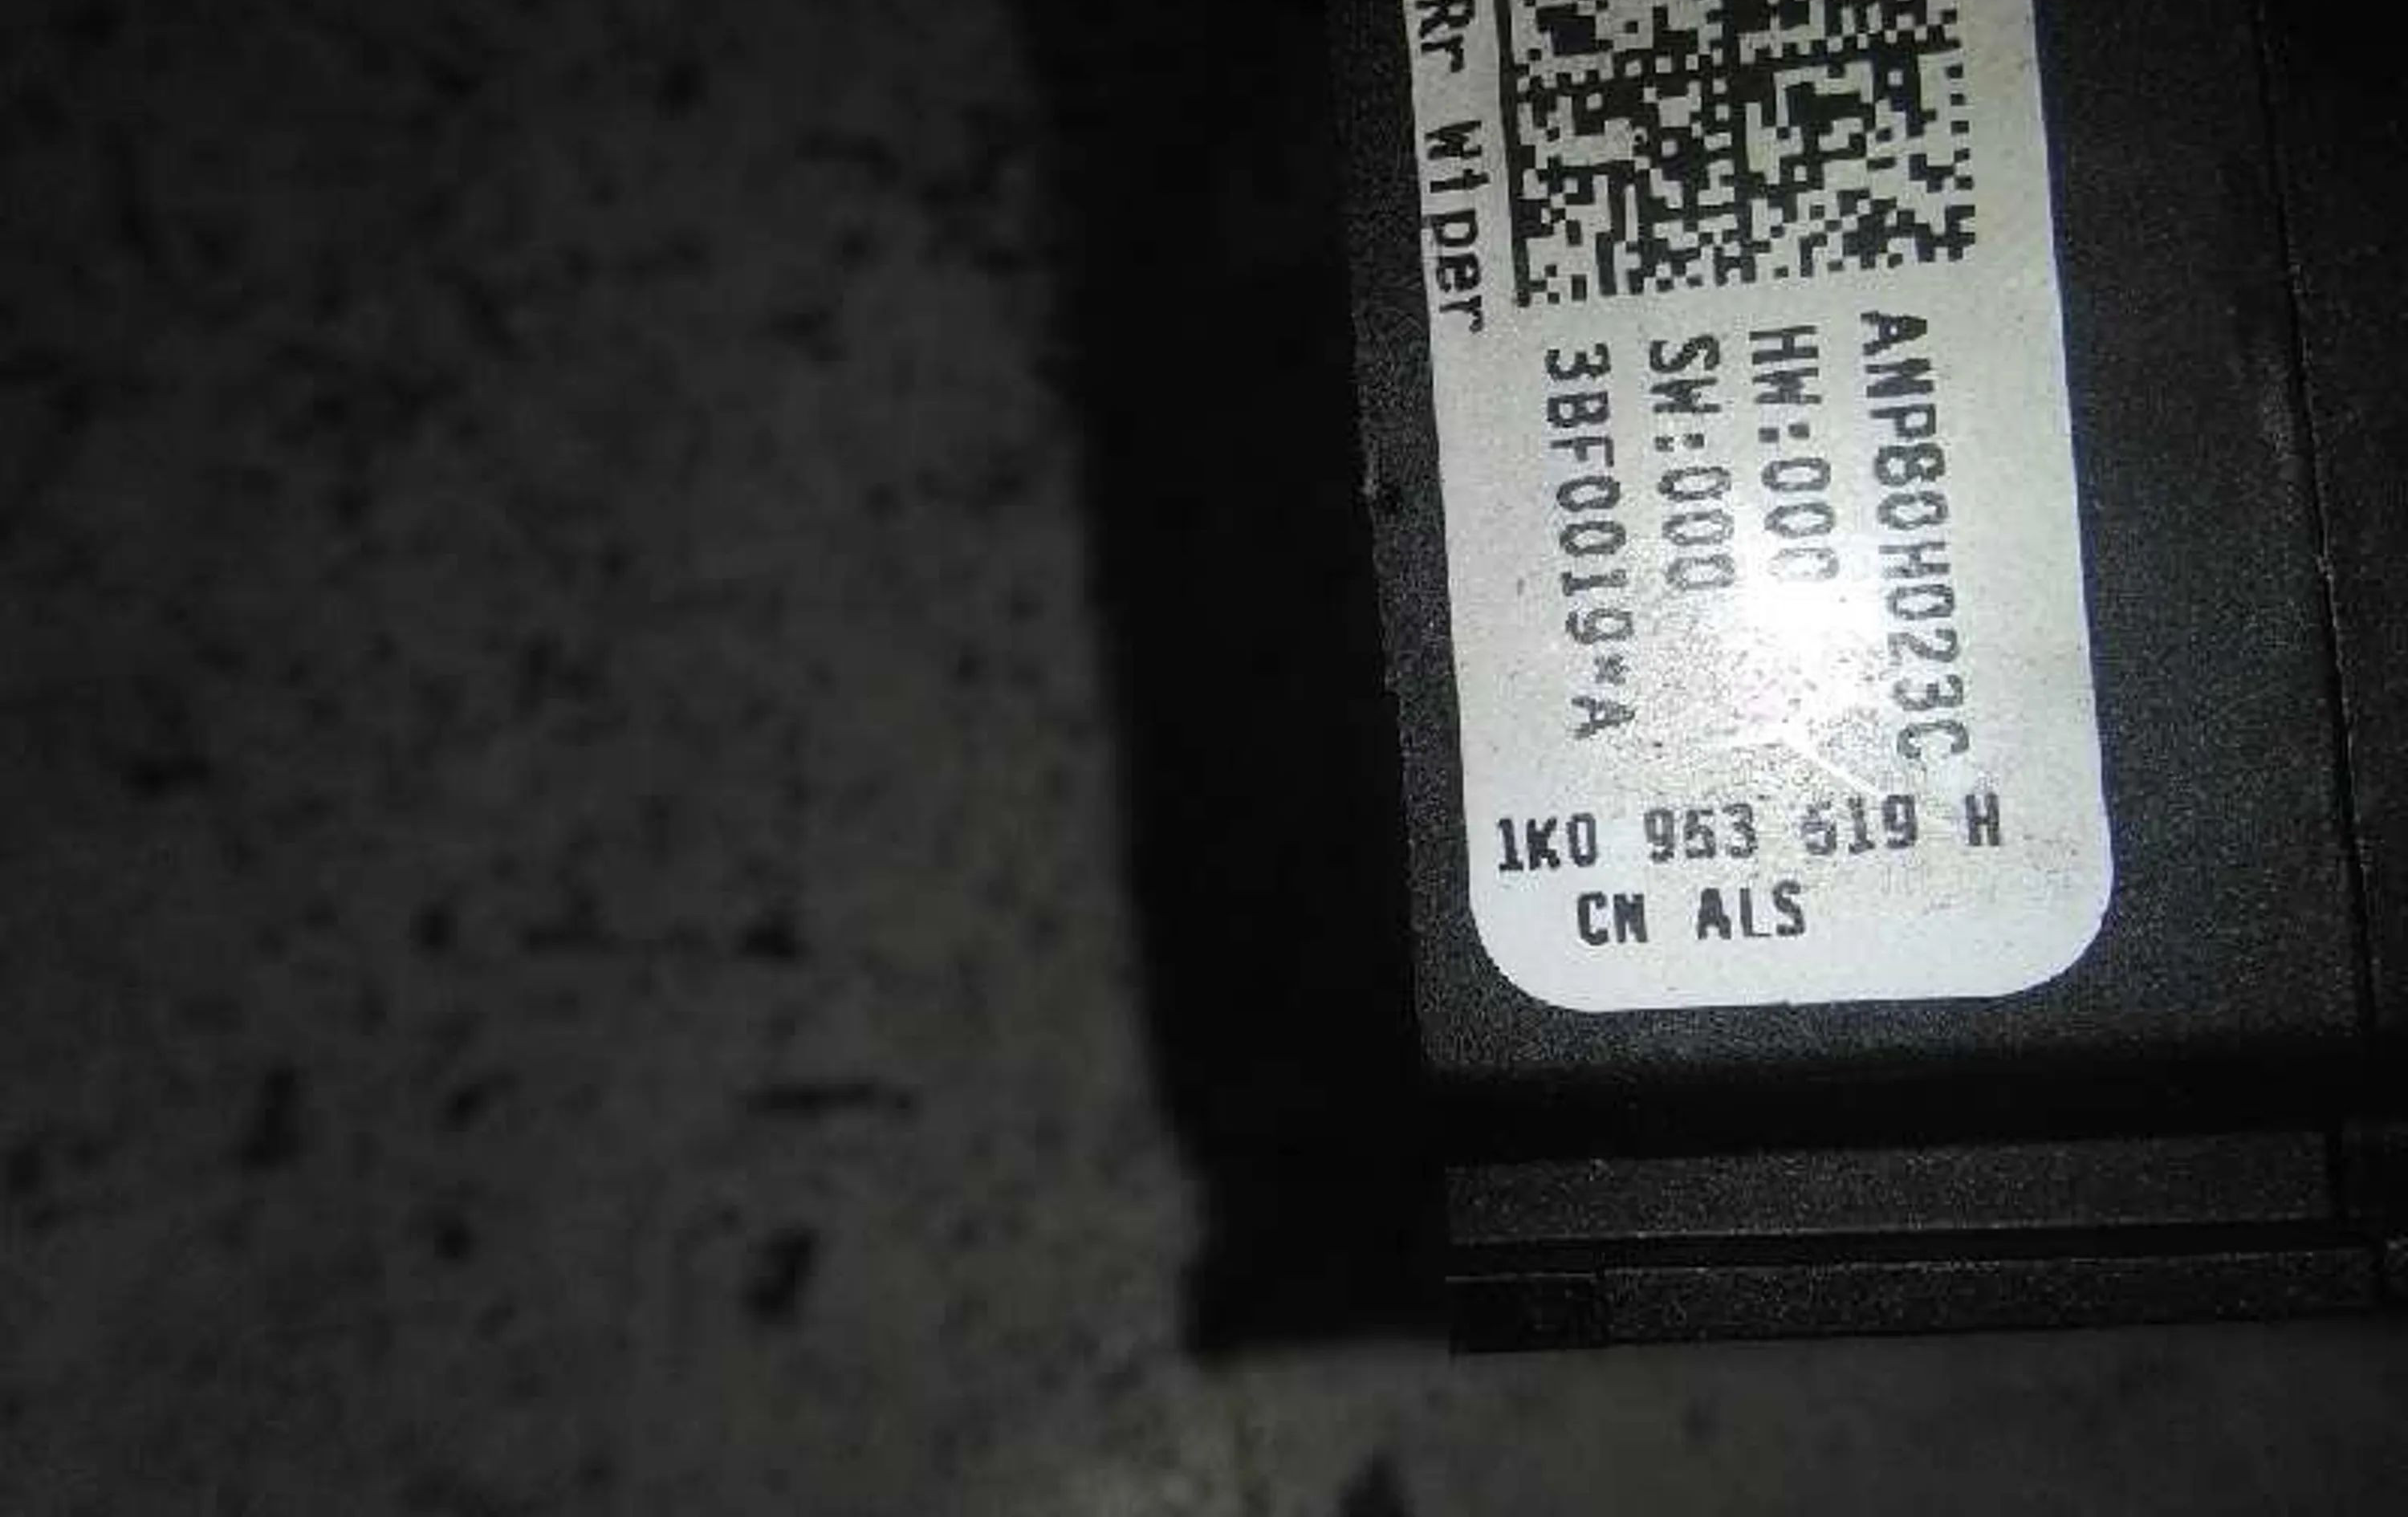 Rr Wiper
ANP80H023C
HW:000
SW:000
3BF0019*A
1K0 953 519 H
CN ALS